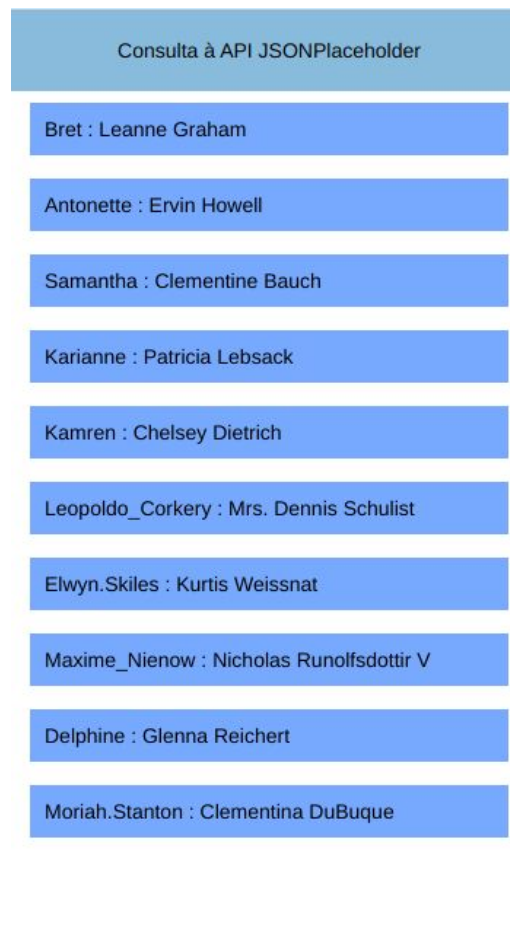 Consulta à API JSONPlaceholder
Bret : Leanne Graham
Antonette : Ervin Howell
Samantha : Clementine Bauch
Karianne : Patricia Lebsack
Kamren : Chelsey Dietrich
Leopoldo_Corkery : Mrs. Dennis Schulist
Elwyn.Skiles : Kurtis Weissnat
Maxime_Nienow : Nicholas Runolfsdottir V
Delphine : Glenna Reichert
Moriah.Stanton : Clementina DuBuque